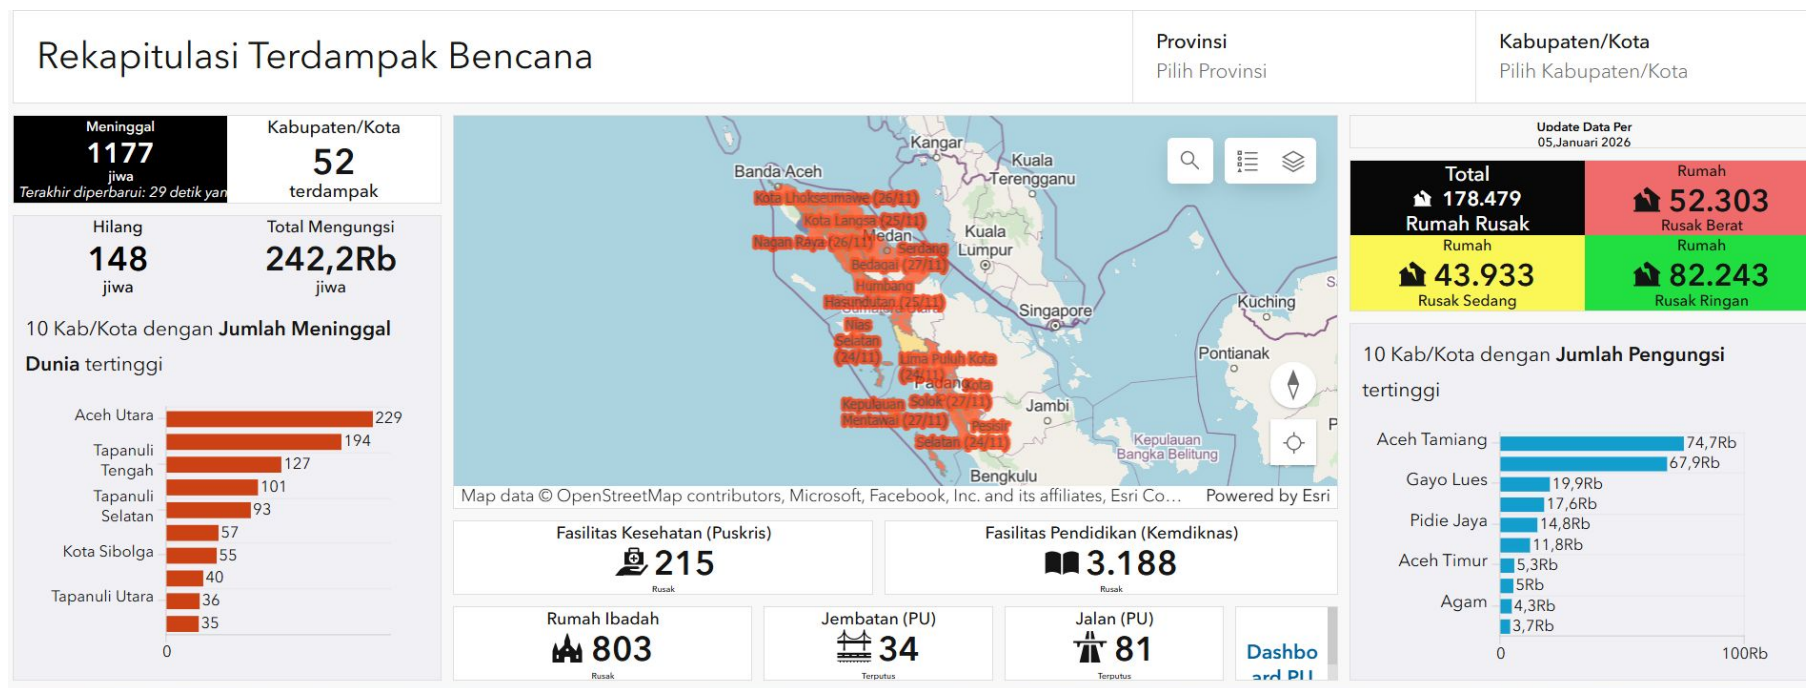 Rekapitulasi Terdampak Bencana
Provinsi
Pilih Provinsi
Kabupaten/Kota
Pilih Kabupaten/Kota
Meninggal
1177
jiwa
Terakhir diperbarui: 29 detik yan
Kabupaten/Kota
52
terdampak
Hilang
148
jiwa
Total Mengungsi
242,2Rb
jiwa
10 Kab/Kota dengan Jumlah Meninggal
Dunia tertinggi
Aceh Utara
229
194
Tapanuli
Tengah
127
101
Tapanuli
Selatan
93
57
Kota Sibolga
55
40
Tapanuli Utara
36
35
0
Kangar
Kuala
Terengganu
Banda Aceh
Kota Lhokseumawe (26/11)
Kota Langsa (25/11)
Nagan Raya (26/11)
Medan
Serdang
Bedagai (27/11)
Kuala
Lumpur
Humbang
Hasundutan (25/11)
Sumatera Utara
Singapore
Kuching
S
Nias
Selatan
(24/11)
Lima Puluh Kota
(24/11)
Pontianak
Padang
Kota
Solok (27/11)
Kepulauan
Mentawai (27/11)
Jambi
P
Pesisir
Selatan (24/11)
Kepulauan
Bangka Belitung
Bengkulu
Map data © OpenStreetMap contributors, Microsoft, Facebook, Inc. and its affiliates, Esri Co...
Powered by Esri
Fasilitas Kesehatan (Puskris)
215
Rusak
Fasilitas Pendidikan (Kemdiknas)
3.188
Rusak
Rumah Ibadah
803
Rusak
Jembatan (PU)
34
Terputus
Jalan (PU)
81
Terputus
Dashbo
ard PU
Update Data Per
05,Januari 2026
Total
178.479
Rumah Rusak
Rumah
52.303
Rusak Berat
Rumah
43.933
Rusak Sedang
Rumah
82.243
Rusak Ringan
10 Kab/Kota dengan Jumlah Pengungsi
tertinggi
Aceh Tamiang
74,7Rb
67,9Rb
Gayo Lues
19,9Rb
17,6Rb
Pidie Jaya
14,8Rb
11,8Rb
Aceh Timur
5,3Rb
5Rb
Agam
4,3Rb
3,7Rb
0
100Rb